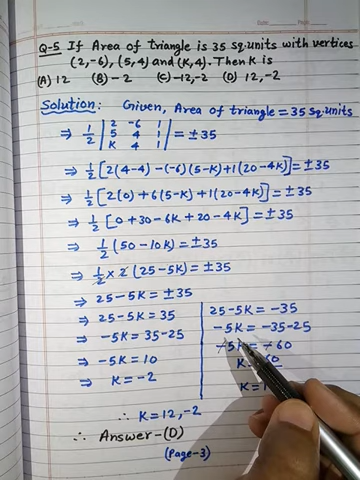 Q-5 If Area of triangle is 35 sq.units with vertices
(2,-6), (5,4) and (K,4). Then K is
(A) 12 (B) -2 (C) -12,-2 (D) 12,-2
Solution: Given, Area of triangle = 35 sq.units
⇒ 1/2 | 2 -6 1 | = ±35
| 5 4 1 |
| K 4 1 |
⇒ 1/2 [2(4-4) -(-6)(5-K)+1(20-4K)] = ±35
⇒ 1/2 [2(0)+6(5-K)+1(20-4K)] = ±35
⇒ 1/2 [0+30-6K+20-4K] = ±35
⇒ 1/2 (50-10K) = ±35
⇒ 1/2 × 2 (25-5K) = ±35
⇒ 25-5K = ±35
⇒ 25-5K = 35
⇒ -5K = 35-25
⇒ -5K = 10
⇒ K = -2
25-5K = -35
-5K = -35-25
-5K = -60
K = 60
K =
∴ K = 12, -2
∴ Answer-(D)
(Page-3)